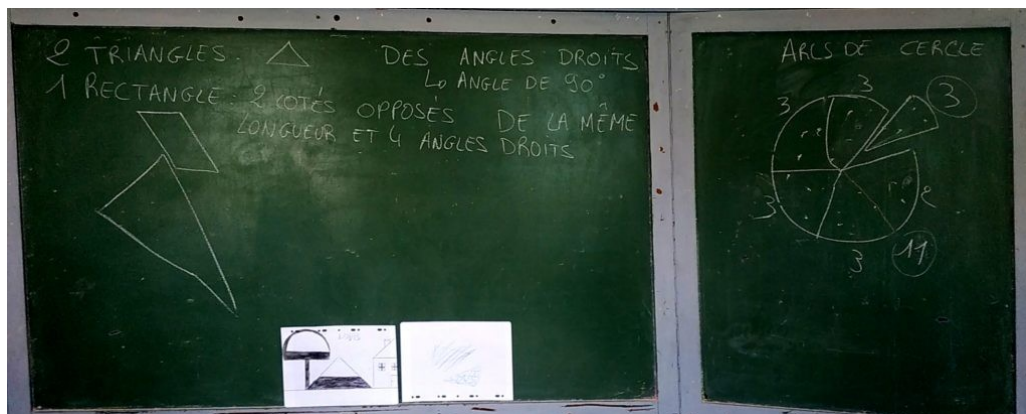 2 TRIANGLES.
1 RECTANGLE : 2 COTÉS OPPOSÉS DE LA MÊME
LONGUEUR ET 4 ANGLES DROITS
DES ANGLES DROITS
↳ ANGLE DE 90°
ARCS DE CERCLE
3
3
3
3
2
3
11